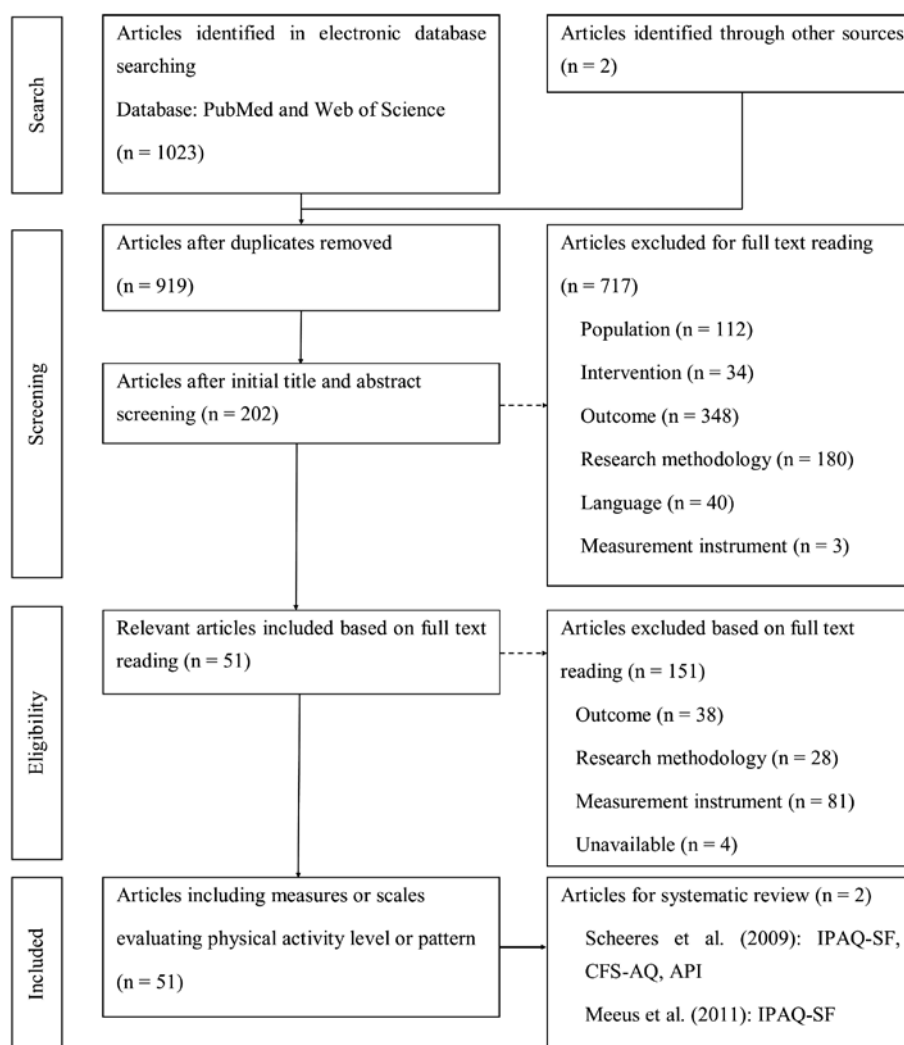 Search
Articles identified in electronic database
searching
Database: PubMed and Web of Science
(n = 1023)
Articles identified through other sources
(n = 2)
Screening
Articles after duplicates removed
(n = 919)
Articles after initial title and abstract
screening (n = 202)
Articles excluded for full text reading
(n = 717)
Population (n = 112)
Intervention (n = 34)
Outcome (n = 348)
Research methodology (n = 180)
Language (n = 40)
Measurement instrument (n = 3)
Eligibility
Relevant articles included based on full text
reading (n = 51)
Articles excluded based on full text
reading (n = 151)
Outcome (n = 38)
Research methodology (n = 28)
Measurement instrument (n = 81)
Unavailable (n = 4)
Included
Articles including measures or scales
evaluating physical activity level or pattern
(n = 51)
Articles for systematic review (n = 2)
Scheeres et al. (2009): IPAQ-SF,
CFS-AQ, API
Meeus et al. (2011): IPAQ-SF